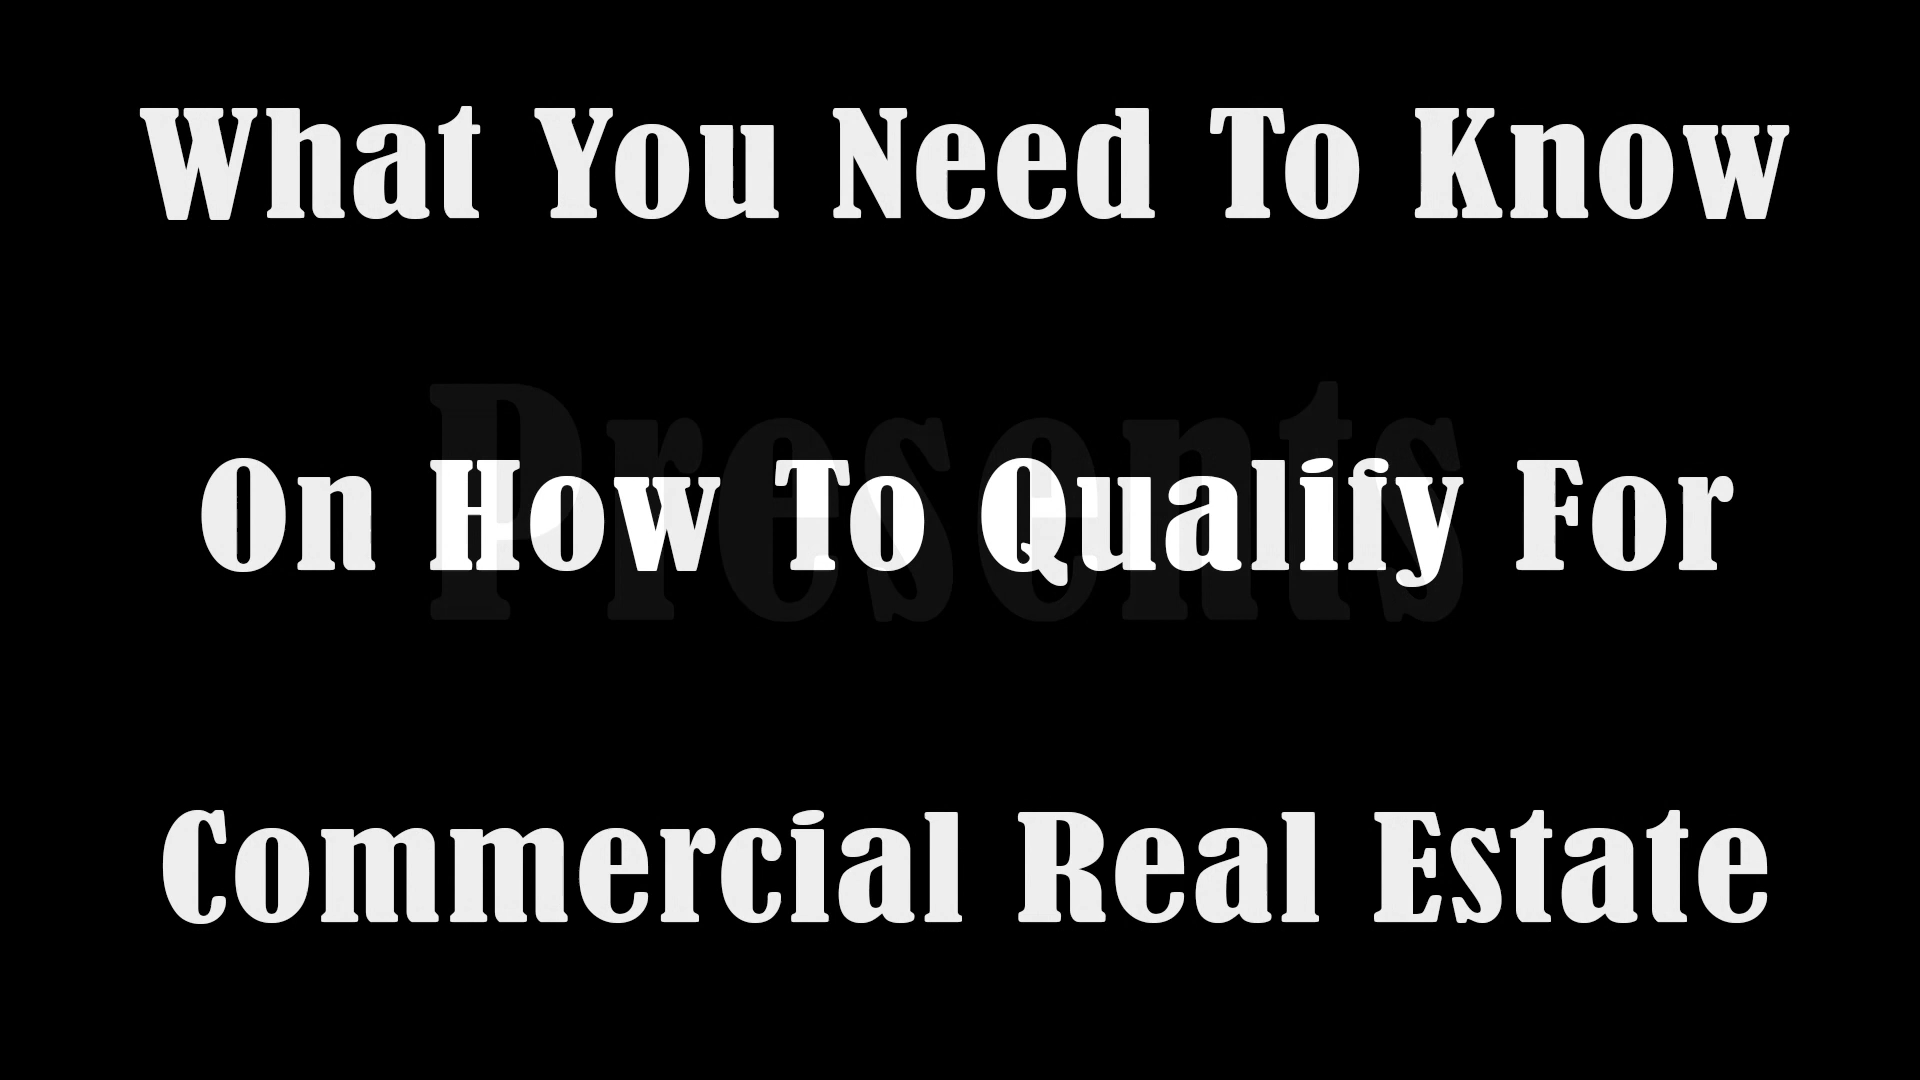 What You Need To Know
Presents
On How To Qualify For
Commercial Real Estate